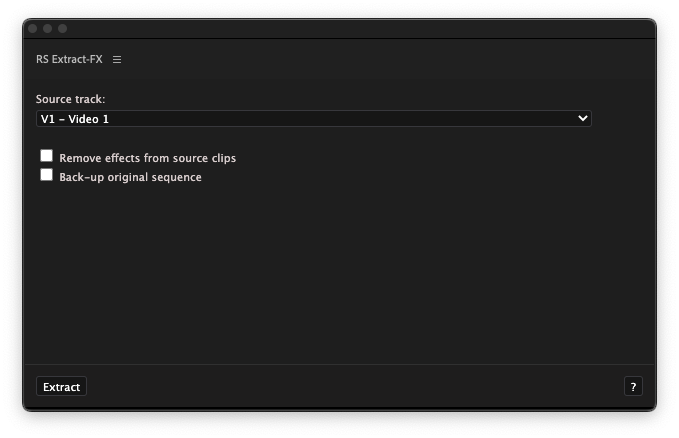 RS Extract-FX
Source track:
V1 - Video 1
Remove effects from source clips
Back-up original sequence
Extract
?